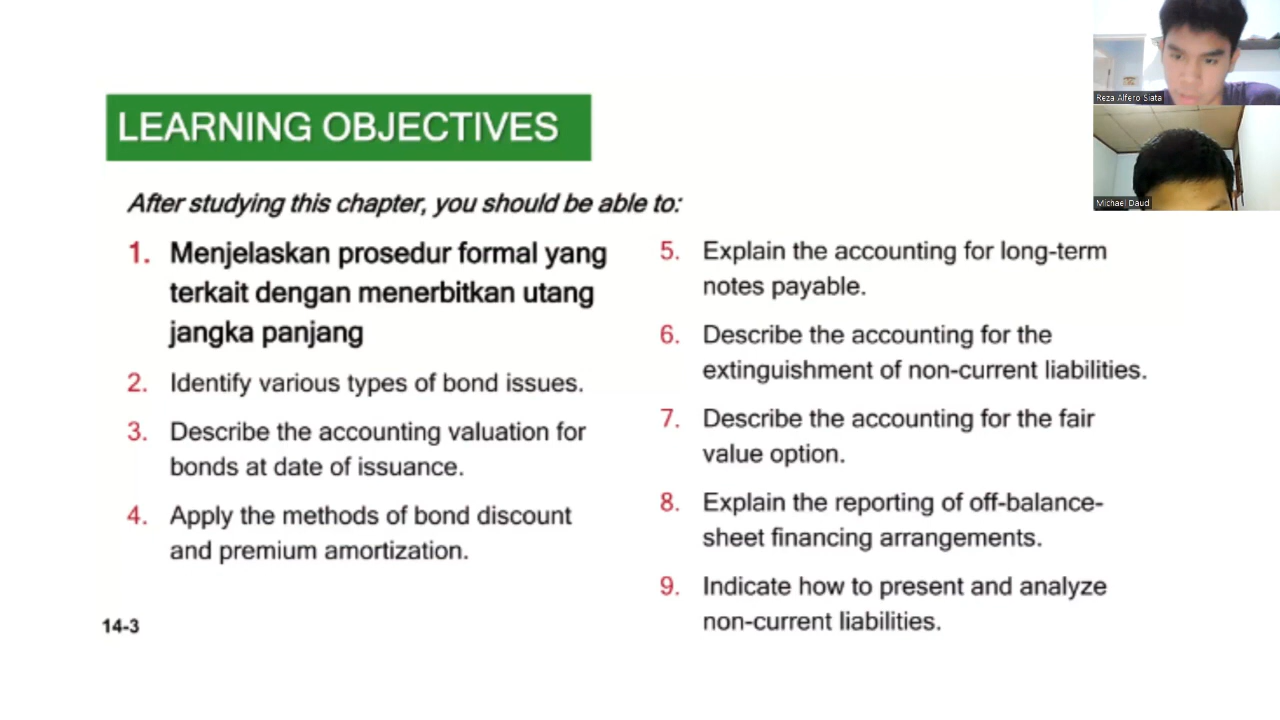 LEARNING OBJECTIVES
After studying this chapter, you should be able to:
1. Menjelaskan prosedur formal yang
terkait dengan menerbitkan utang
jangka panjang
2. Identify various types of bond issues.
3. Describe the accounting valuation for
bonds at date of issuance.
4. Apply the methods of bond discount
and premium amortization.
5. Explain the accounting for long-term
notes payable.
6. Describe the accounting for the
extinguishment of non-current liabilities.
7. Describe the accounting for the fair
value option.
8. Explain the reporting of off-balance-
sheet financing arrangements.
9. Indicate how to present and analyze
non-current liabilities.
14-3
Reza Alfero Siata
Michael Daud